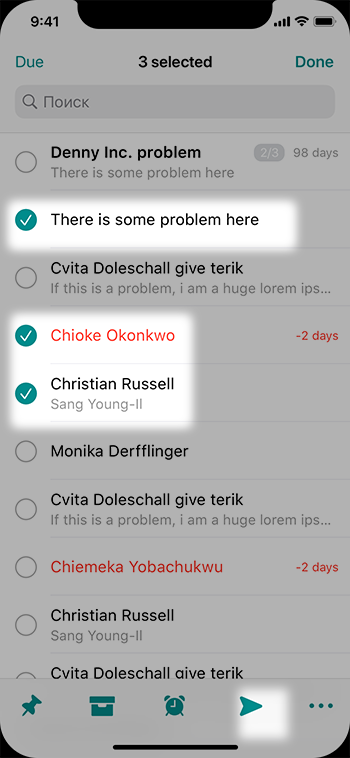 9:41
Due 3 selected Done
Поиск
Denny Inc. problem 2/3 98 days
There is some problem here
There is some problem here
Cvita Doleschall give terik
If this is a problem, i am a huge lorem ips...
Chioke Okonkwo -2 days
Christian Russell
Sang Young-Il
Monika Derfflinger
Cvita Doleschall give terik
If this is a problem, i am a huge lorem ips...
Chiemeka Yobachukwu -2 days
Christian Russell
Sang Young-Il
Cvita Doleschall give terik